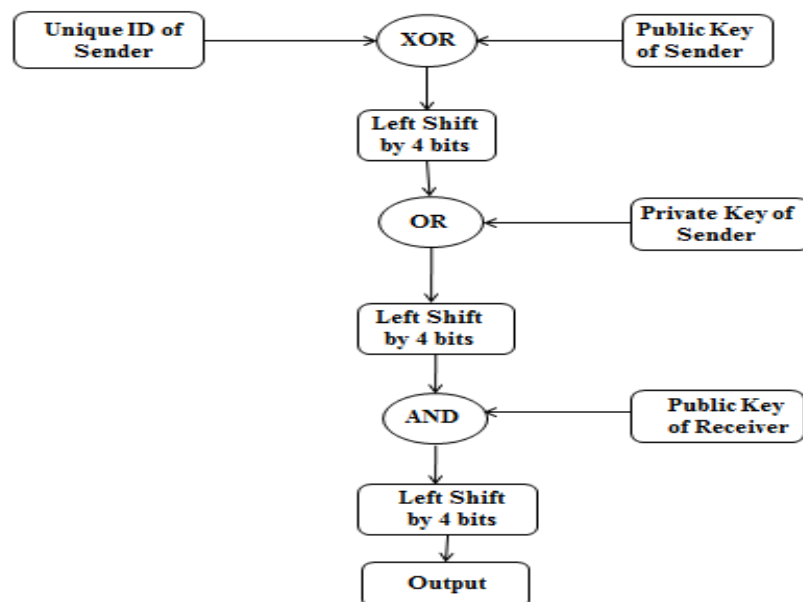 Unique ID of
Sender
XOR
Public Key
of Sender
Left Shift
by 4 bits
OR
Private Key of
Sender
Left Shift
by 4 bits
AND
Public Key
of Receiver
Left Shift
by 4 bits
Output